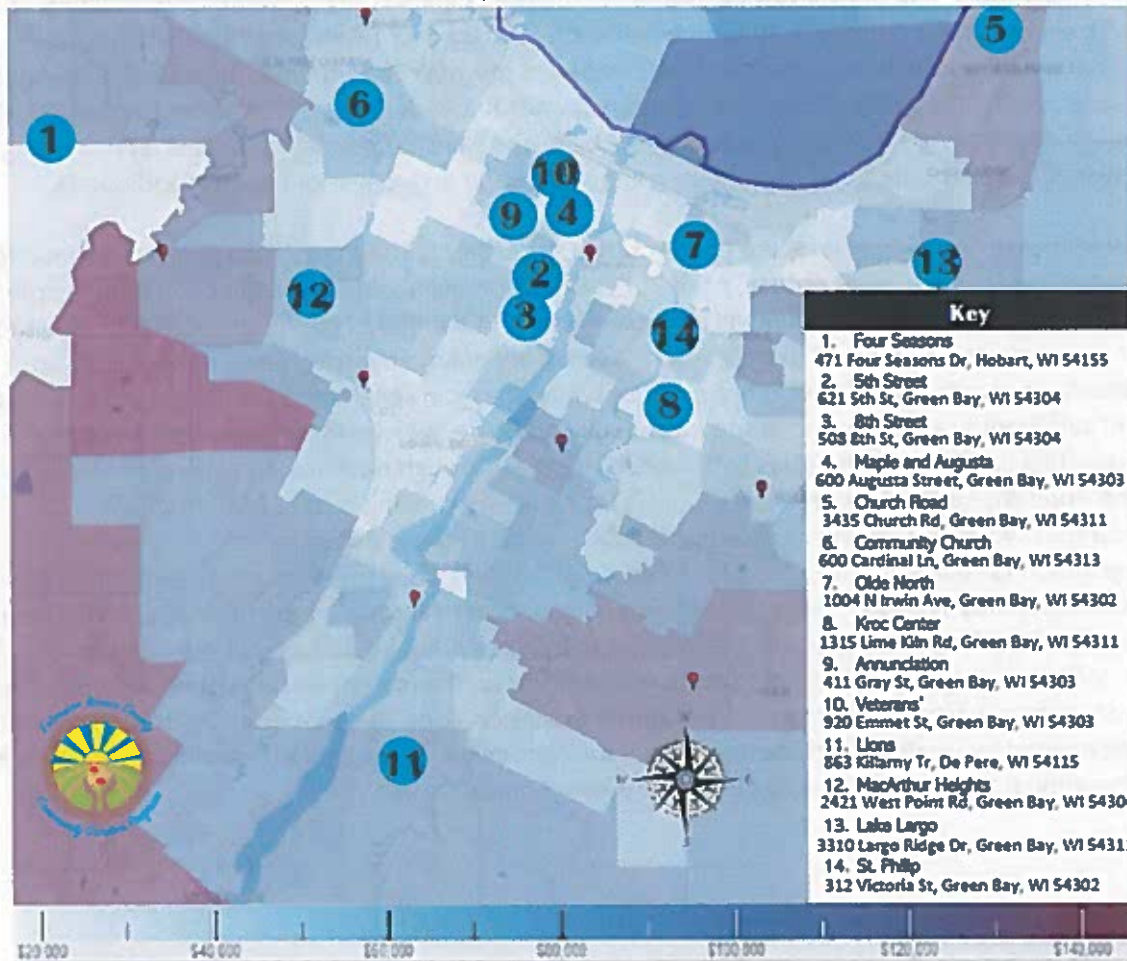 5
6
1
10
9
4
7
13
2
12
3
14
8
11
Key
1. Four Seasons
471 Four Seasons Dr, Hobart, WI 54155
2. 5th Street
621 5th St, Green Bay, WI 54304
3. 8th Street
508 8th St, Green Bay, WI 54304
4. Maple and Augusta
600 Augusta Street, Green Bay, WI 54303
5. Church Road
3435 Church Rd, Green Bay, WI 54311
6. Community Church
600 Cardinal Ln, Green Bay, WI 54313
7. Olde North
1004 N Irwin Ave, Green Bay, WI 54302
8. Kroc Center
1315 Lime Kiln Rd, Green Bay, WI 54311
9. Annunciation
411 Gray St, Green Bay, WI 54303
10. Veterans'
920 Emmet St, Green Bay, WI 54303
11. Lions
863 Killarny Tr, De Pere, WI 54115
12. MacArthur Heights
2421 West Point Rd, Green Bay, WI 5430
13. Lake Largo
3310 Largo Ridge Dr, Green Bay, WI 5431
14. St. Philip
312 Victoria St, Green Bay, WI 54302
Brown County
Community Garden Program
W E
S
$20 000 $40 000 $60 000 $80 000 $100 000 $120 000 $140 000